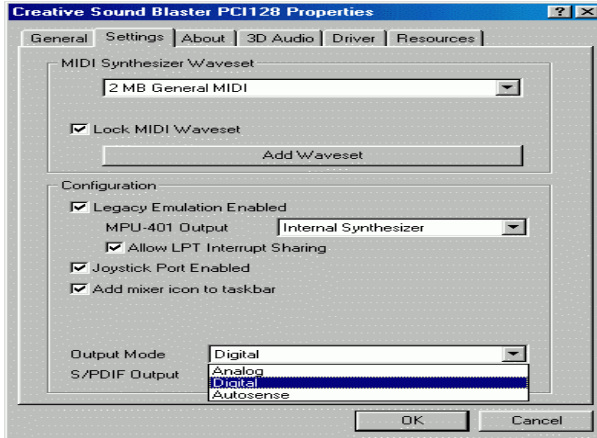 Creative Sound Blaster PCI128 Properties
General Settings About 3D Audio Driver Resources
MIDI Synthesizer Waveset
2 MB General MIDI
Lock MIDI Waveset
Add Waveset
Configuration
Legacy Emulation Enabled
MPU-401 Output Internal Synthesizer
Allow LPT Interrupt Sharing
Joystick Port Enabled
Add mixer icon to taskbar
Output Mode Digital
S/PDIF Output Analog
Digital
Autosense
OK Cancel